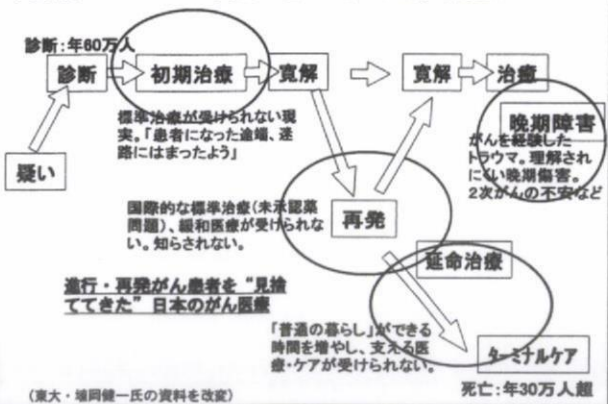 診断:年60万人
診断
初期治療
寛解
寛解
治療
疑い
標準治療が受けられない現
実。「患者になった途端、迷
路にはまったよう」
晩期障害
がんを経験した
トラウマ。理解され
にくい晩期傷害。
2次がんの不安など
国際的な標準治療(未承認薬
問題)、緩和医療が受けられな
い。知らされない。
再発
延命治療
進行・再発がん患者を“見捨
ててきた”日本のがん医療
「普通の暮らし」ができる
時間を増やし、支える医
療・ケアが受けられない。
ターミナルケア
死亡:年30万人超
(東大・埴岡健一氏の資料を改変)